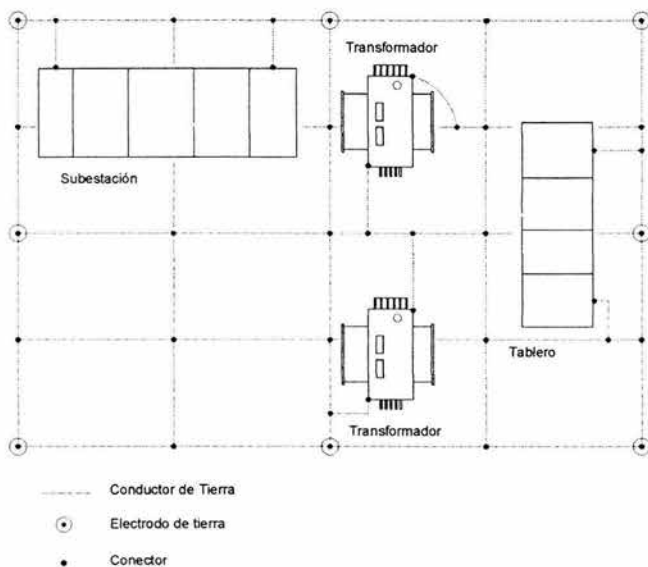 Transformador
Subestación
Tablero
Transformador
Conductor de Tierra
Electrodo de tierra
Conector